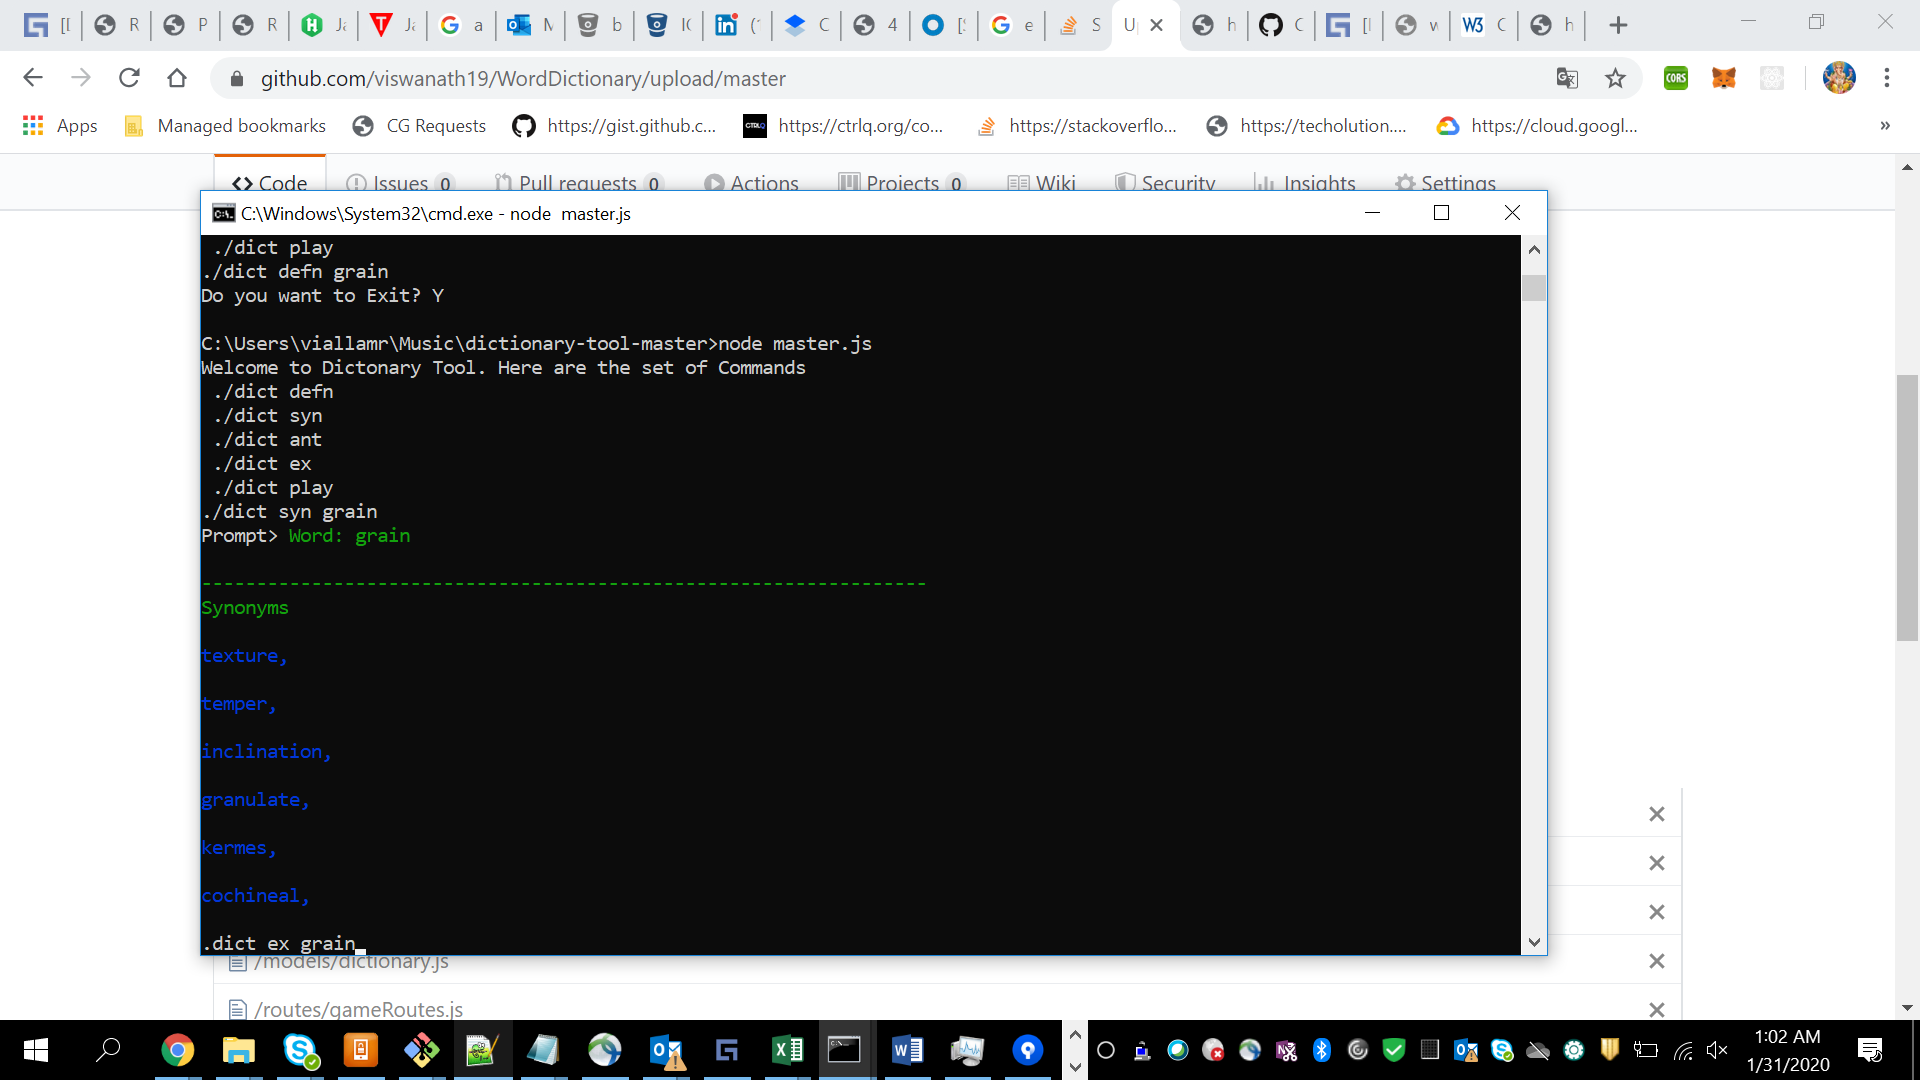 github.com/viswanath19/WordDictionary/upload/master
Apps
Managed bookmarks
CG Requests
https://gist.github.c...
https://ctrlq.org/co...
https://stackoverflo...
https://techolution....
https://cloud.googl...
»
Code
Issues 0
Pull requests 0
Actions
Projects 0
Wiki
Security
Insights
Settings
C:\Windows\System32\cmd.exe - node  master.js
./dict play
./dict defn grain
Do you want to Exit? Y
C:\Users\viallamr\Music\dictionary-tool-master>node master.js
Welcome to Dictonary Tool. Here are the set of Commands
./dict defn
./dict syn
./dict ant
./dict ex
./dict play
./dict syn grain
Prompt> Word: grain
------------------------------------------------------------------
Synonyms
texture,
temper,
inclination,
granulate,
kermes,
cochineal,
.dict ex grain
/models/dictionary.js
/routes/gameRoutes.js
1:02 AM
1/31/2020